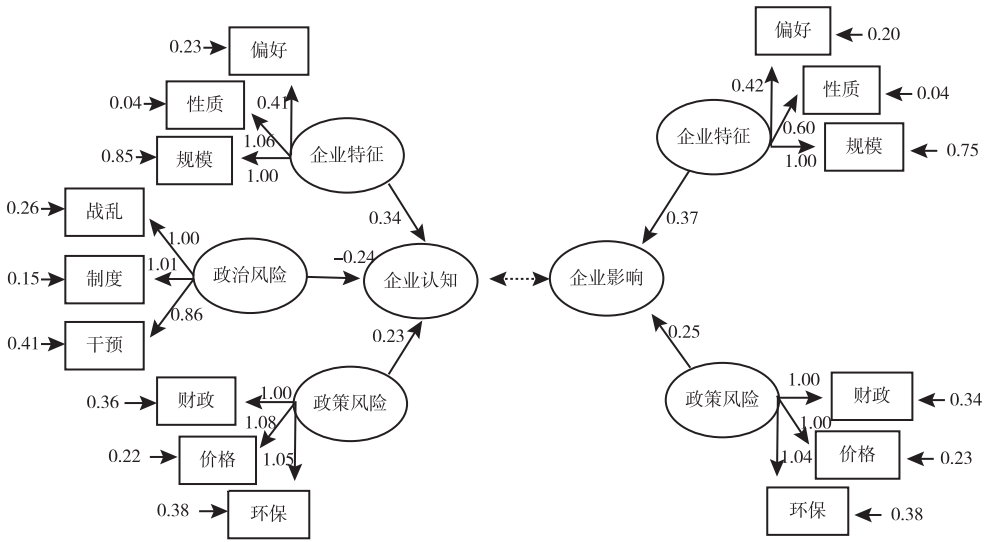 0.23
偏好
0.04
性质
0.41
0.85
规模
1.06
1.00
企业特征
0.34
0.26
战乱
1.00
0.15
制度
1.01
0.41
干预
0.86
政治风险
-0.24
企业认知
0.23
0.36
财政
1.00
0.22
价格
1.08
0.38
环保
1.05
政策风险
偏好
0.20
0.42
性质
0.04
0.60
规模
0.75
1.00
企业特征
0.37
企业影响
0.25
政策风险
1.00
财政
0.34
1.00
价格
0.23
1.04
环保
0.38